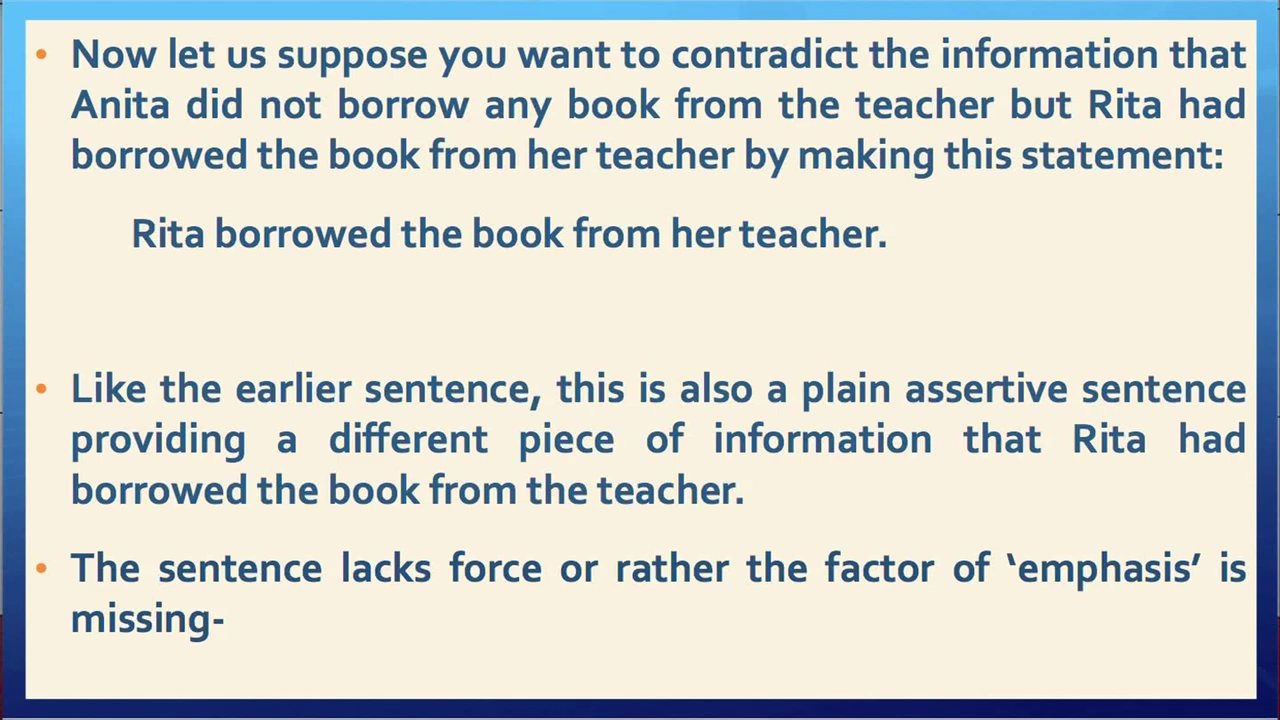 • Now let us suppose you want to contradict the information that
Anita did not borrow any book from the teacher but Rita had
borrowed the book from her teacher by making this statement:
Rita borrowed the book from her teacher.
• Like the earlier sentence, this is also a plain assertive sentence
providing a different piece of information that Rita had
borrowed the book from the teacher.
• The sentence lacks force or rather the factor of ‘emphasis’ is
missing-